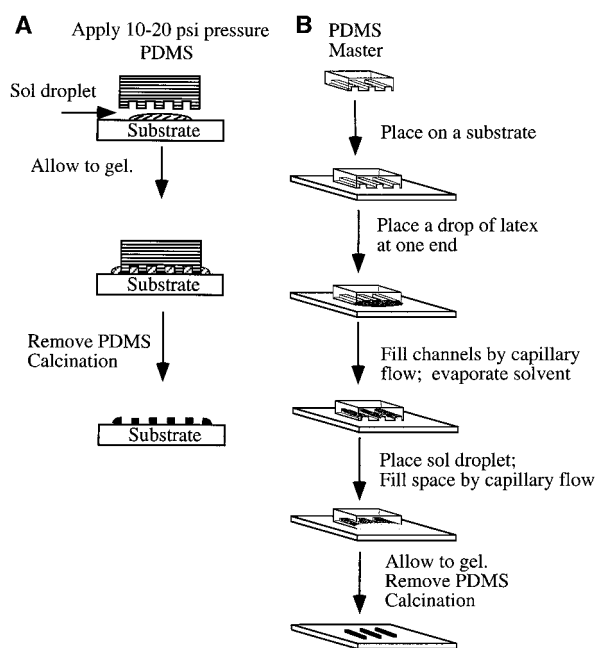 A
Apply 10-20 psi pressure
PDMS
Sol droplet
Substrate
Allow to gel.
Substrate
Remove PDMS
Calcination
Substrate
B
PDMS
Master
Place on a substrate
Place a drop of latex
at one end
Fill channels by capillary
flow; evaporate solvent
Place sol droplet;
Fill space by capillary flow
Allow to gel.
Remove PDMS
Calcination